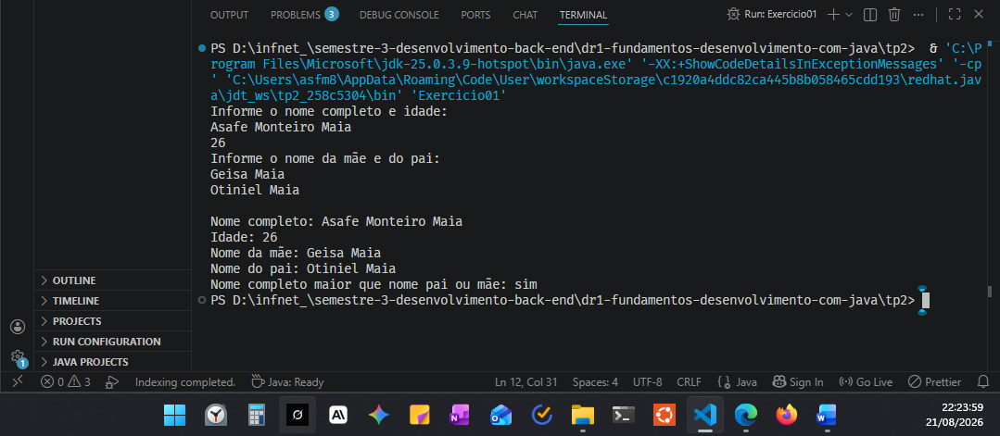 OUTPUT PROBLEMS 3 DEBUG CONSOLE PORTS CHAT TERMINAL Run: Exercicio01
PS D:\infnet_\semestre-3-desenvolvimento-back-end\dr1-fundamentos-desenvolvimento-com-java\tp2>  & 'C:\P
rogram Files\Microsoft\jdk-25.0.3.9-hotspot\bin\java.exe' '-XX:+ShowCodeDetailsInExceptionMessages' '-cp
' 'C:\Users\asfm8\AppData\Roaming\Code\User\workspaceStorage\c1920a4ddc82ca445b8b058465cdd193\redhat.jav
a\jdt_ws\tp2_258c5304\bin' 'Exercicio01'
Informe o nome completo e idade:
Asafe Monteiro Maia
26
Informe o nome da mãe e do pai:
Geisa Maia
Otiniel Maia
Nome completo: Asafe Monteiro Maia
Idade: 26
Nome da mãe: Geisa Maia
Nome do pai: Otiniel Maia
Nome completo maior que nome pai ou mãe: sim
PS D:\infnet_\semestre-3-desenvolvimento-back-end\dr1-fundamentos-desenvolvimento-com-java\tp2>
OUTLINE
TIMELINE
PROJECTS
RUN CONFIGURATION
JAVA PROJECTS
1
0 3 Indexing completed. Java: Ready Ln 12, Col 31 Spaces: 4 UTF-8 CRLF {} Java Sign In Go Live Prettier
22:23:59
21/08/2026